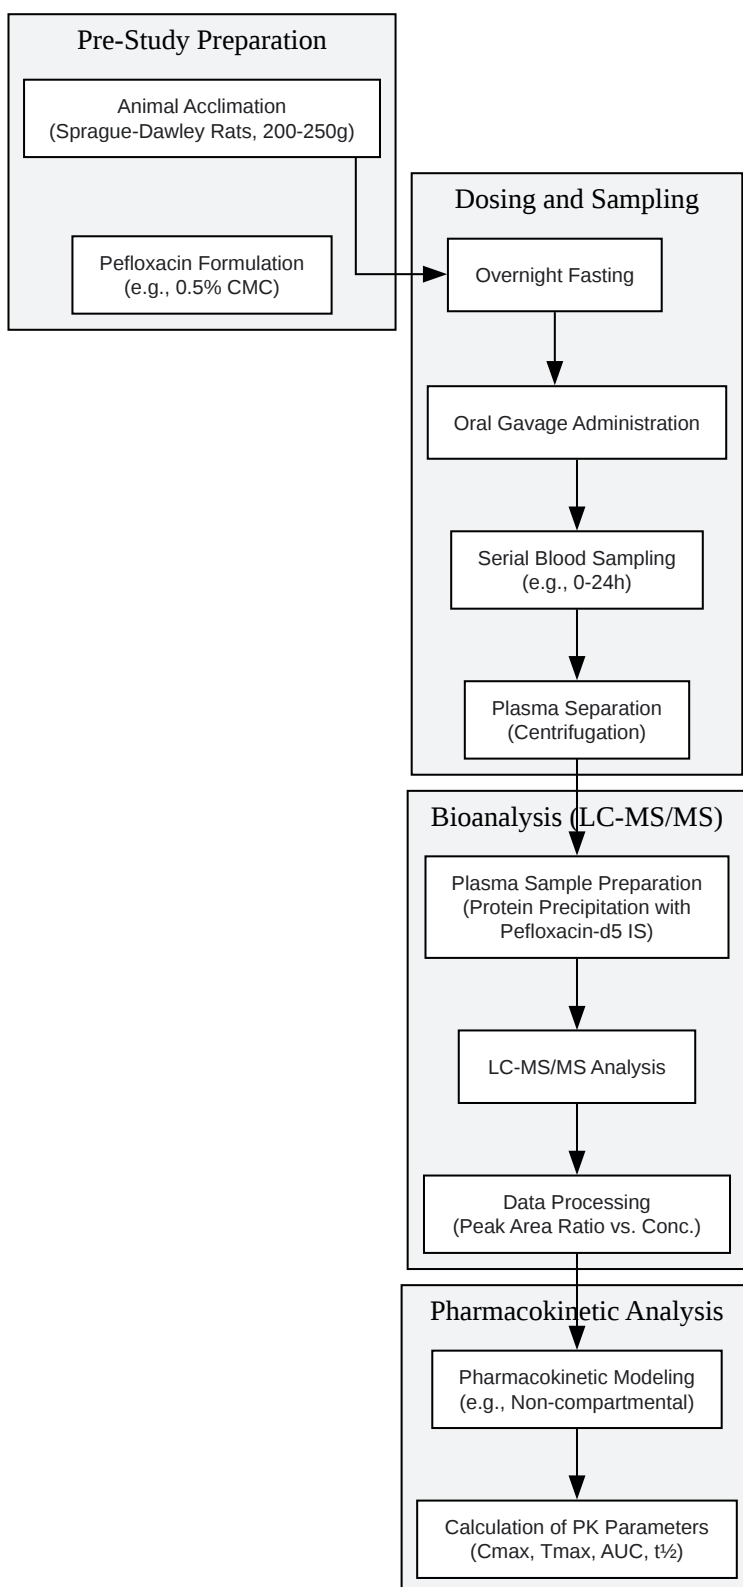 Pre-Study Preparation
Animal Acclimation
(Sprague-Dawley Rats, 200-250g)
Pefloxacin Formulation
(e.g., 0.5% CMC)
Dosing and Sampling
Overnight Fasting
Oral Gavage Administration
Serial Blood Sampling
(e.g., 0-24h)
Plasma Separation
(Centrifugation)
Bioanalysis (LC-MS/MS)
Plasma Sample Preparation
(Protein Precipitation with
Pefloxacin-d5 IS)
LC-MS/MS Analysis
Data Processing
(Peak Area Ratio vs. Conc.)
Pharmacokinetic Analysis
Pharmacokinetic Modeling
(e.g., Non-compartmental)
Calculation of PK Parameters
(Cmax, Tmax, AUC, t½)